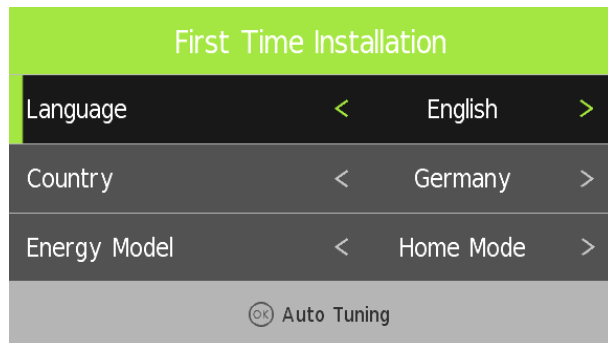 First Time Installation
Language < English >
Country < Germany >
Energy Model < Home Mode >
OK Auto Tuning